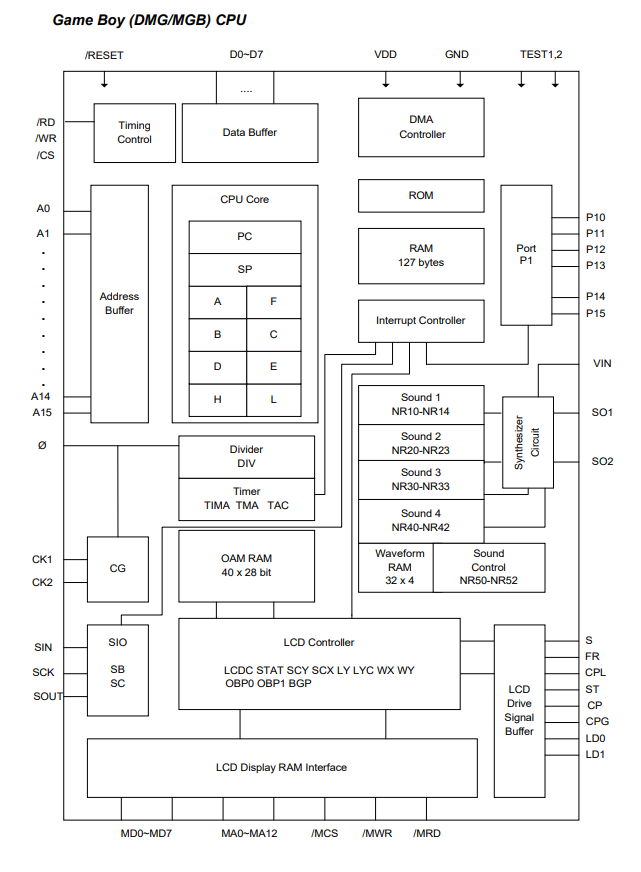 Game Boy (DMG/MGB) CPU
/RESET D0~D7 VDD GND TEST1,2
....
/RD
/WR
/CS
Timing
Control
Data Buffer
DMA
Controller
A0
A1
.
.
.
.
.
.
.
.
.
A14
A15
Address
Buffer
CPU Core
PC
SP
A F
B C
D E
H L
ROM
RAM
127 bytes
Interrupt Controller
Port
P1
P10
P11
P12
P13
P14
P15
VIN
SO1
SO2
Sound 1
NR10-NR14
Sound 2
NR20-NR23
Sound 3
NR30-NR33
Sound 4
NR40-NR42
Synthesizer
Circuit
Waveform
RAM
32 x 4
Sound
Control
NR50-NR52
Ø
Divider
DIV
Timer
TIMA TMA TAC
CK1
CK2
CG
OAM RAM
40 x 28 bit
SIN
SCK
SOUT
SIO
SB
SC
LCD Controller
LCDC STAT SCY SCX LY LYC WX WY
OBP0 OBP1 BGP
LCD
Drive
Signal
Buffer
S
FR
CPL
ST
CP
CPG
LD0
LD1
LCD Display RAM Interface
MD0~MD7 MA0~MA12 /MCS /MWR /MRD